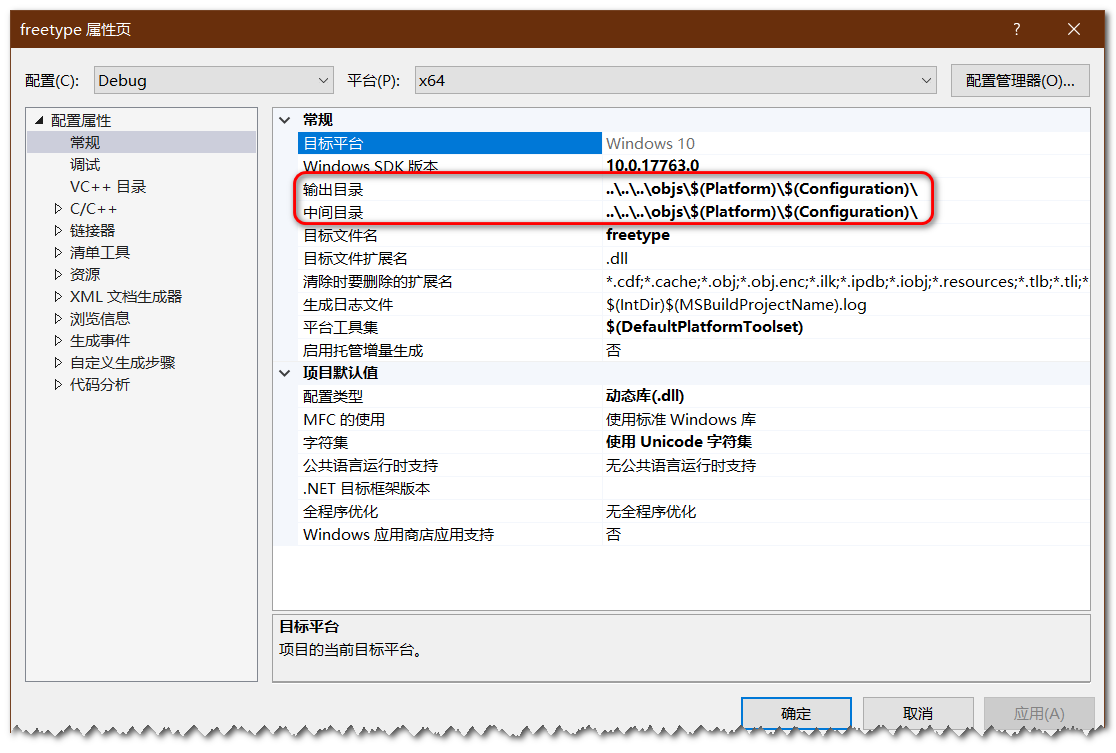 freetype 属性页
配置(C): Debug 平台(P): x64 配置管理器(O)...
配置属性
常规
调试
VC++ 目录
C/C++
链接器
清单工具
资源
XML 文档生成器
浏览信息
生成事件
自定义生成步骤
代码分析
常规
目标平台 Windows 10
Windows SDK 版本 10.0.17763.0
输出目录 ..\..\..\objs\$(Platform)\$(Configuration)\
中间目录 ..\..\..\objs\$(Platform)\$(Configuration)\
目标文件名 freetype
目标文件扩展名 .dll
清除时要删除的扩展名 *.cdf;*.cache;*.obj;*.obj.enc;*.ilk;*.ipdb;*.iobj;*.resources;*.tlb;*.tli;*
生成日志文件 $(IntDir)$(MSBuildProjectName).log
平台工具集 $(DefaultPlatformToolset)
启用托管增量生成 否
项目默认值
配置类型 动态库(.dll)
MFC 的使用 使用标准 Windows 库
字符集 使用 Unicode 字符集
公共语言运行时支持 无公共语言运行时支持
.NET 目标框架版本
全程序优化 无全程序优化
Windows 应用商店应用支持 否
目标平台
项目的当前目标平台。
确定 取消 应用(A)